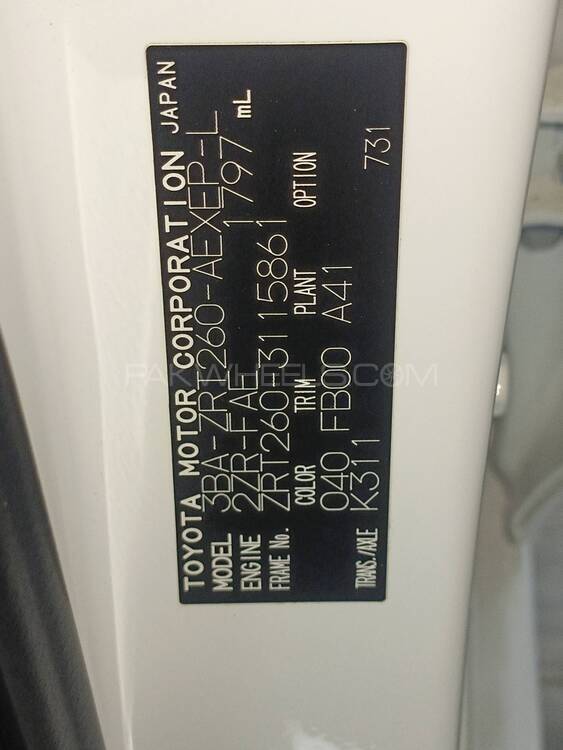 TOYOTA MOTOR CORPORATION JAPAN
MODEL 3BA-ZRT260-AEXEP-L
ENGINE 2ZR-FAE 1797 mL
FRAME No. ZRT260-3115861
COLOR TRIM PLANT OPTION
040 FB00 A41 731
TRANS./AXLE K311
PAKWHEELS.COM